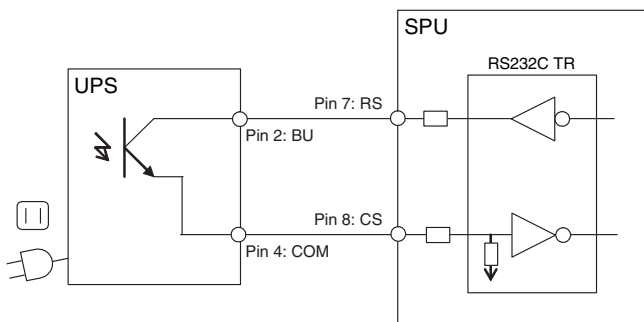 SPU
RS232C TR
UPS
Pin 7: RS
Pin 2: BU
Pin 8: CS
Pin 4: COM